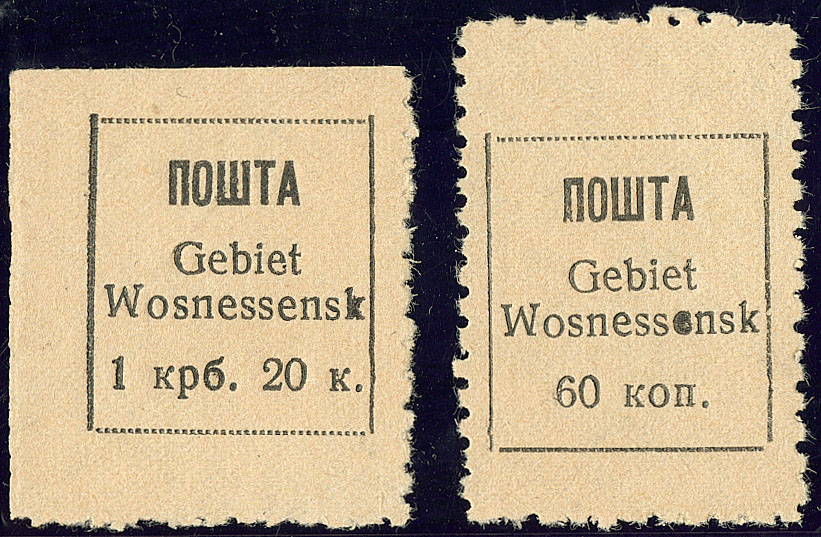 ПОШТА
Gebiet
Wosnessensk
1 крб. 20 к.
ПОШТА
Gebiet
Wosnessensk
60 коп.